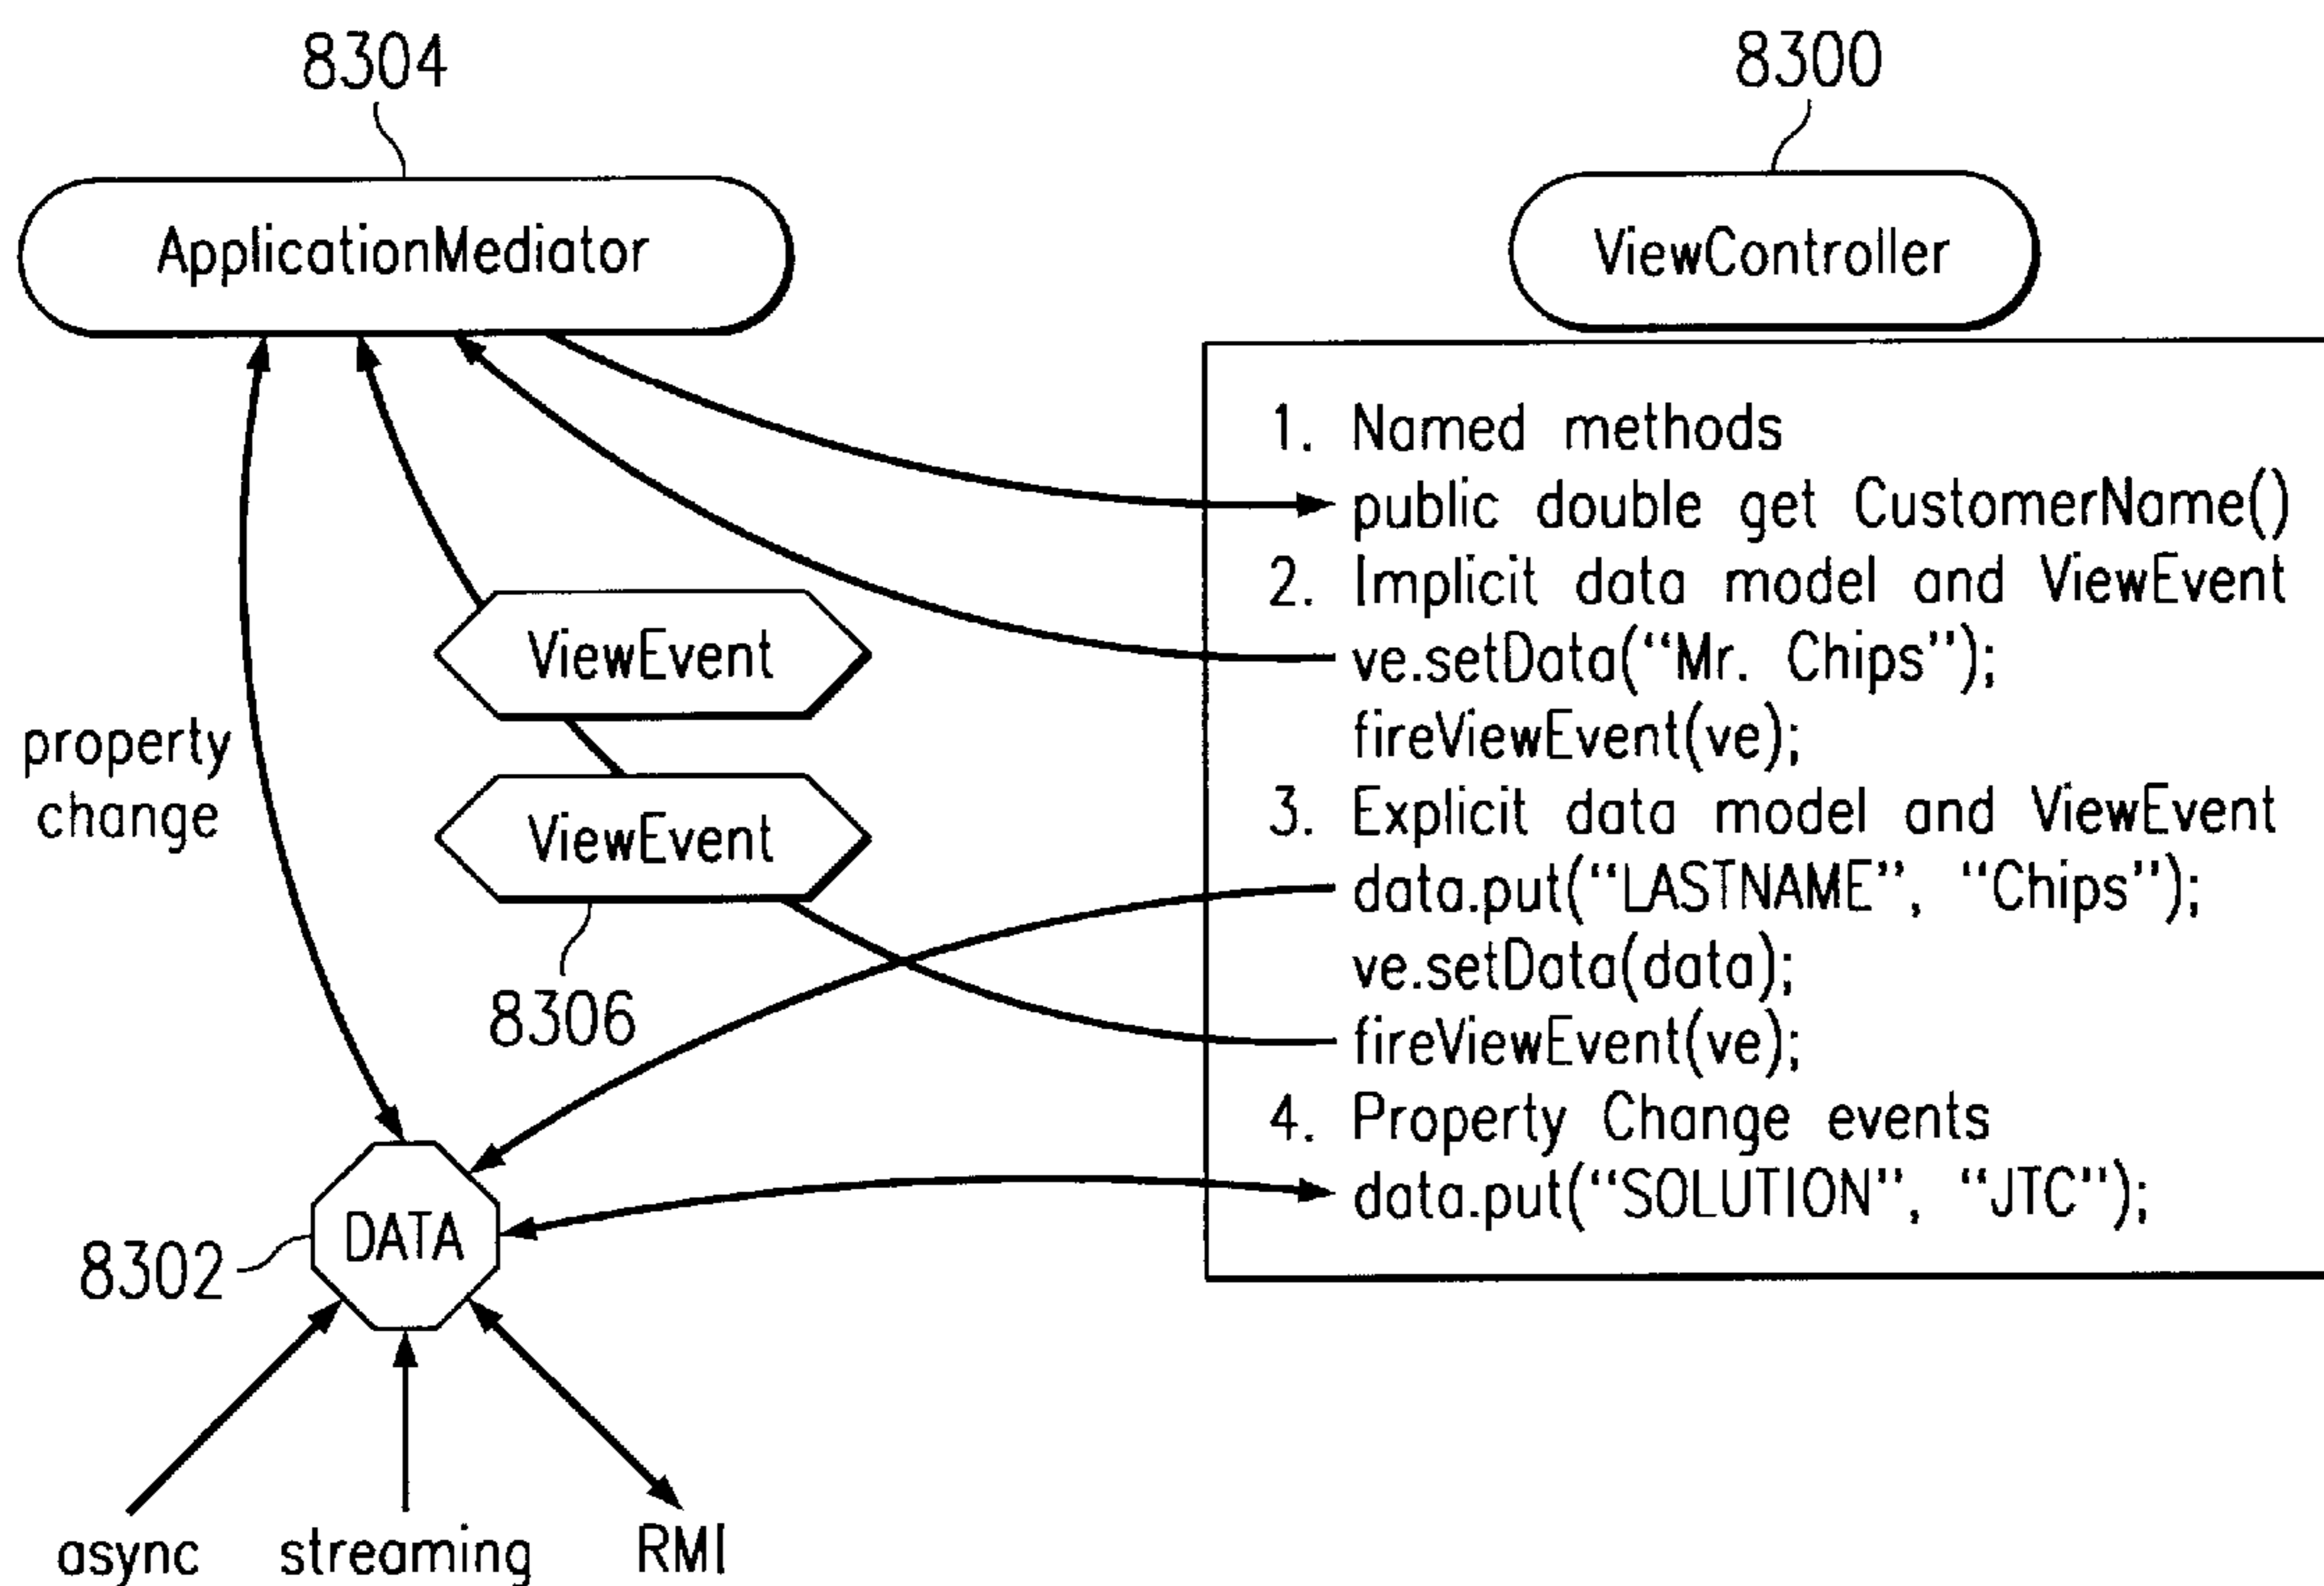 8304
8300
ApplicationMediator
ViewController
1. Named methods
public double get CustomerName()
2. Implicit data model and ViewEvent
ve.setData(“Mr. Chips”);
fireViewEvent(ve);
3. Explicit data model and ViewEvent
data.put(“LASTNAME”, “Chips”);
ve.setData(data);
fireViewEvent(ve);
4. Property Change events
data.put(“SOLUTION”, “JTC”);
ViewEvent
property
change
ViewEvent
8306
DATA
8302
async
streaming
RMI